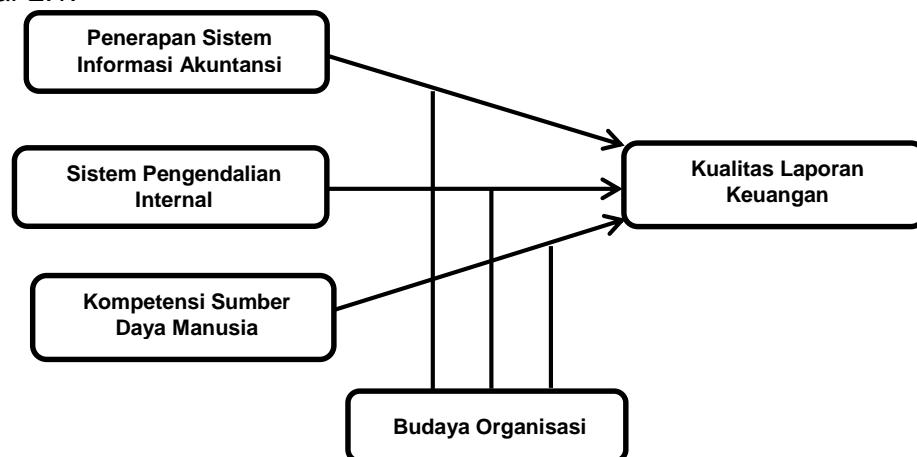 Penerapan Sistem
Informasi Akuntansi
Sistem Pengendalian
Internal
Kualitas Laporan
Keuangan
Kompetensi Sumber
Daya Manusia
Budaya Organisasi